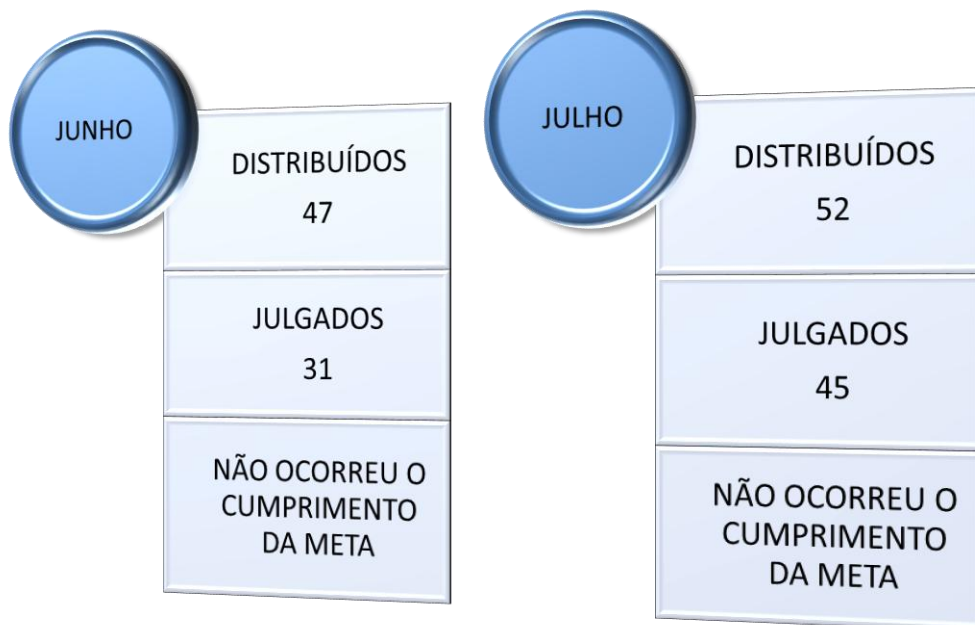 JUNHO
DISTRIBUÍDOS
47
JULGADOS
31
NÃO OCORREU O
CUMPRIMENTO
DA META
JULHO
DISTRIBUÍDOS
52
JULGADOS
45
NÃO OCORREU O
CUMPRIMENTO
DA META